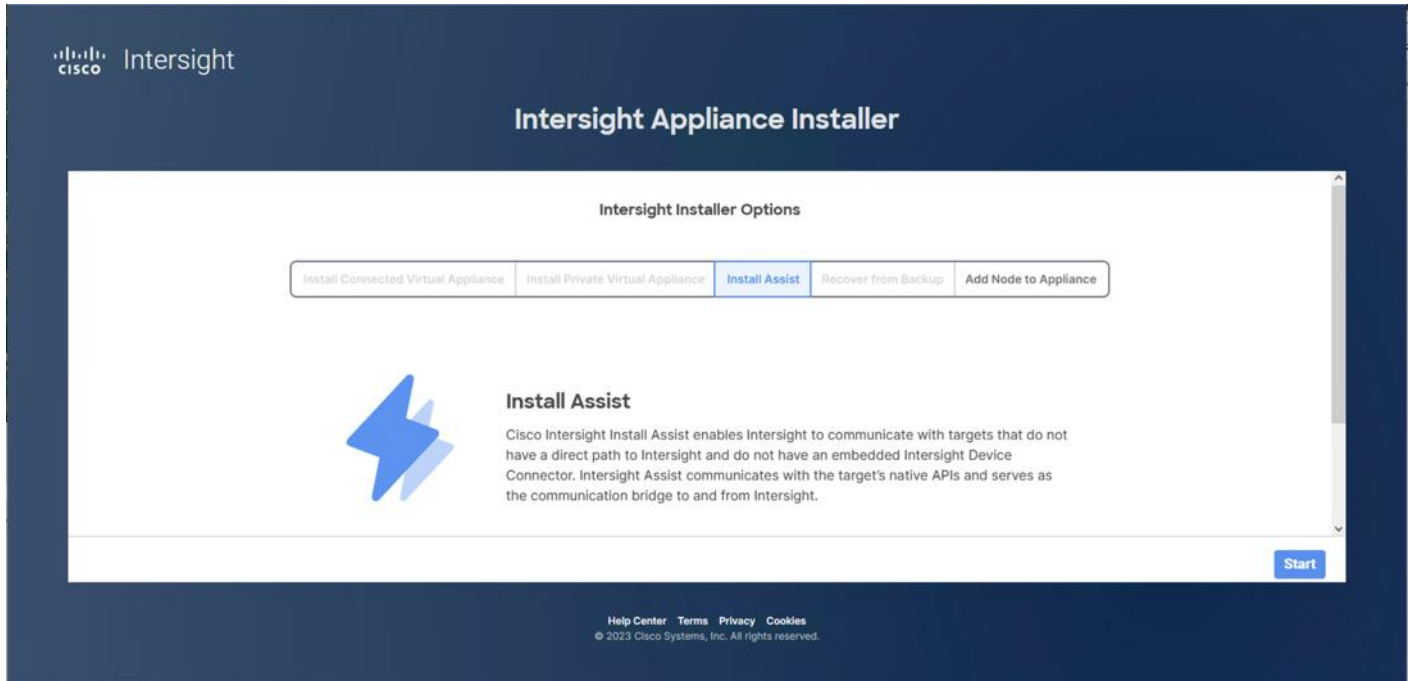 cisco Intersight
Intersight Appliance Installer
Intersight Installer Options
Install Connected Virtual Appliance Install Private Virtual Appliance Install Assist Recover from Backup Add Node to Appliance
Install Assist
Cisco Intersight Install Assist enables Intersight to communicate with targets that do not
have a direct path to Intersight and do not have an embedded Intersight Device
Connector. Intersight Assist communicates with the target's native APIs and serves as
the communication bridge to and from Intersight.
Start
Help Center Terms Privacy Cookies
© 2023 Cisco Systems, Inc. All rights reserved.